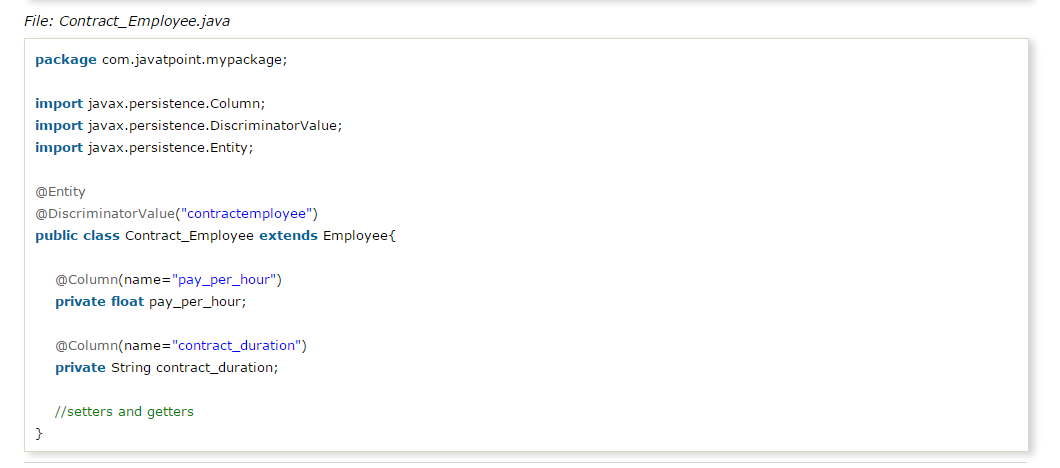 File: Contract_Employee.java
package com.javatpoint.mypackage;
import javax.persistence.Column;
import javax.persistence.DiscriminatorValue;
import javax.persistence.Entity;
@Entity
@DiscriminatorValue("contractemployee")
public class Contract_Employee extends Employee{
@Column(name="pay_per_hour")
private float pay_per_hour;
@Column(name="contract_duration")
private String contract_duration;
//setters and getters
}